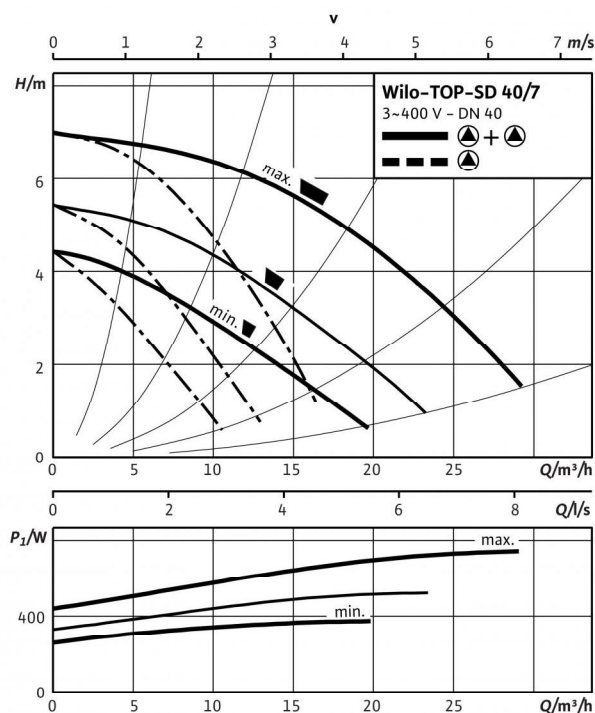 v
0 1 2 3 4 5 6 7 m/s
H/m
Wilo-TOP-SD 40/7
3~400 V - DN 40
+
max.
6
4
min.
2
0
0 5 10 15 20 25 Q/m³/h
0 2 4 6 8 Q/l/s
P₁/W
max.
400
min.
0
0 5 10 15 20 25 Q/m³/h